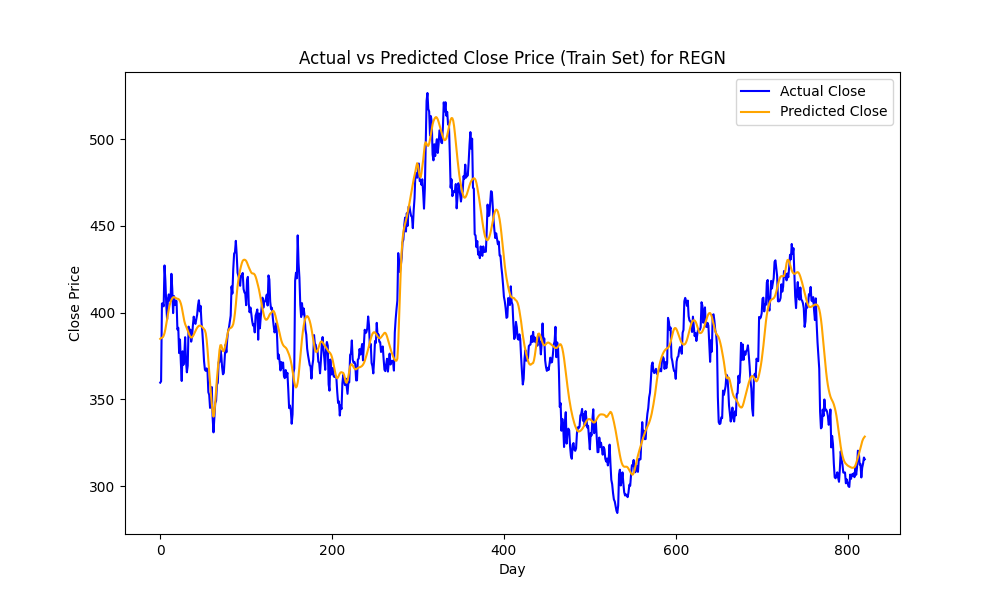 Actual vs Predicted Close Price (Train Set) for REGN
Actual Close
Predicted Close
Close Price
500
450
400
350
300
0 200 400 600 800
Day